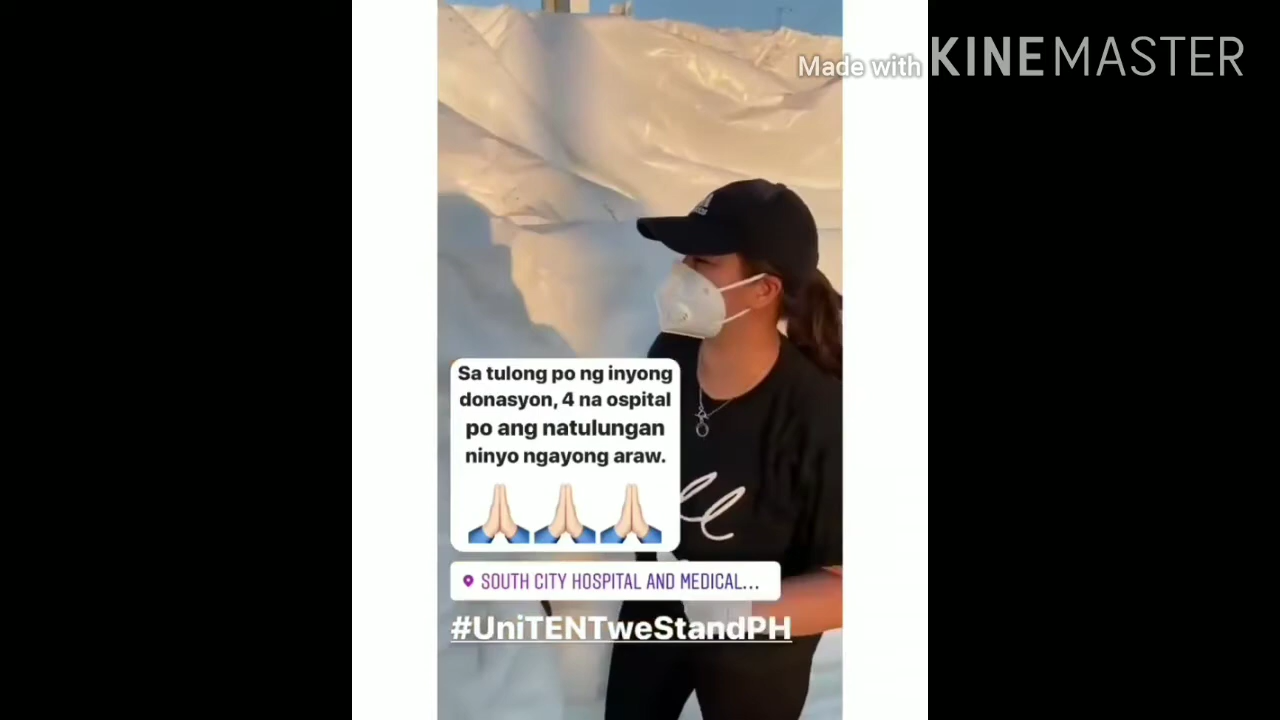 Made with KINEMASTER
Sa tulong po ng inyong
donasyon, 4 na ospital
po ang natulungan
ninyo ngayong araw.
SOUTH CITY HOSPITAL AND MEDICAL...
#UniTENTweStandPH